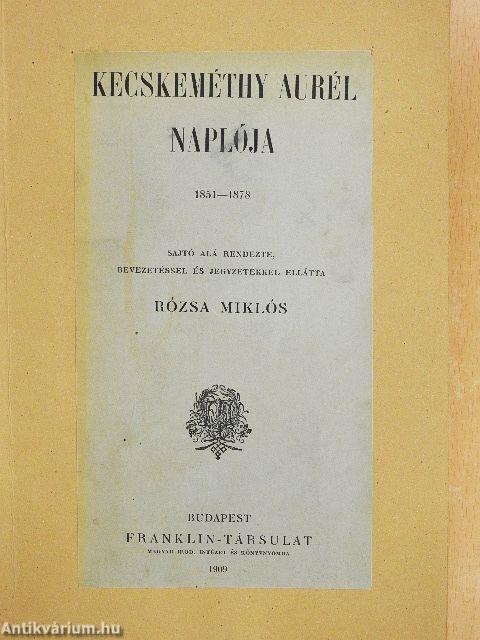 KECSKEMÉTHY AURÉL
NAPLÓJA
1851—1878
SAJTÓ ALÁ RENDEZTE,
BEVEZETÉSSEL ÉS JEGYZETEKKEL ELLÁTTA
RÓZSA MIKLÓS
BUDAPEST
FRANKLIN-TÁRSULAT
MAGYAR IROD. INTÉZET ÉS KÖNYVNYOMDA
1909
Antikvárium.hu